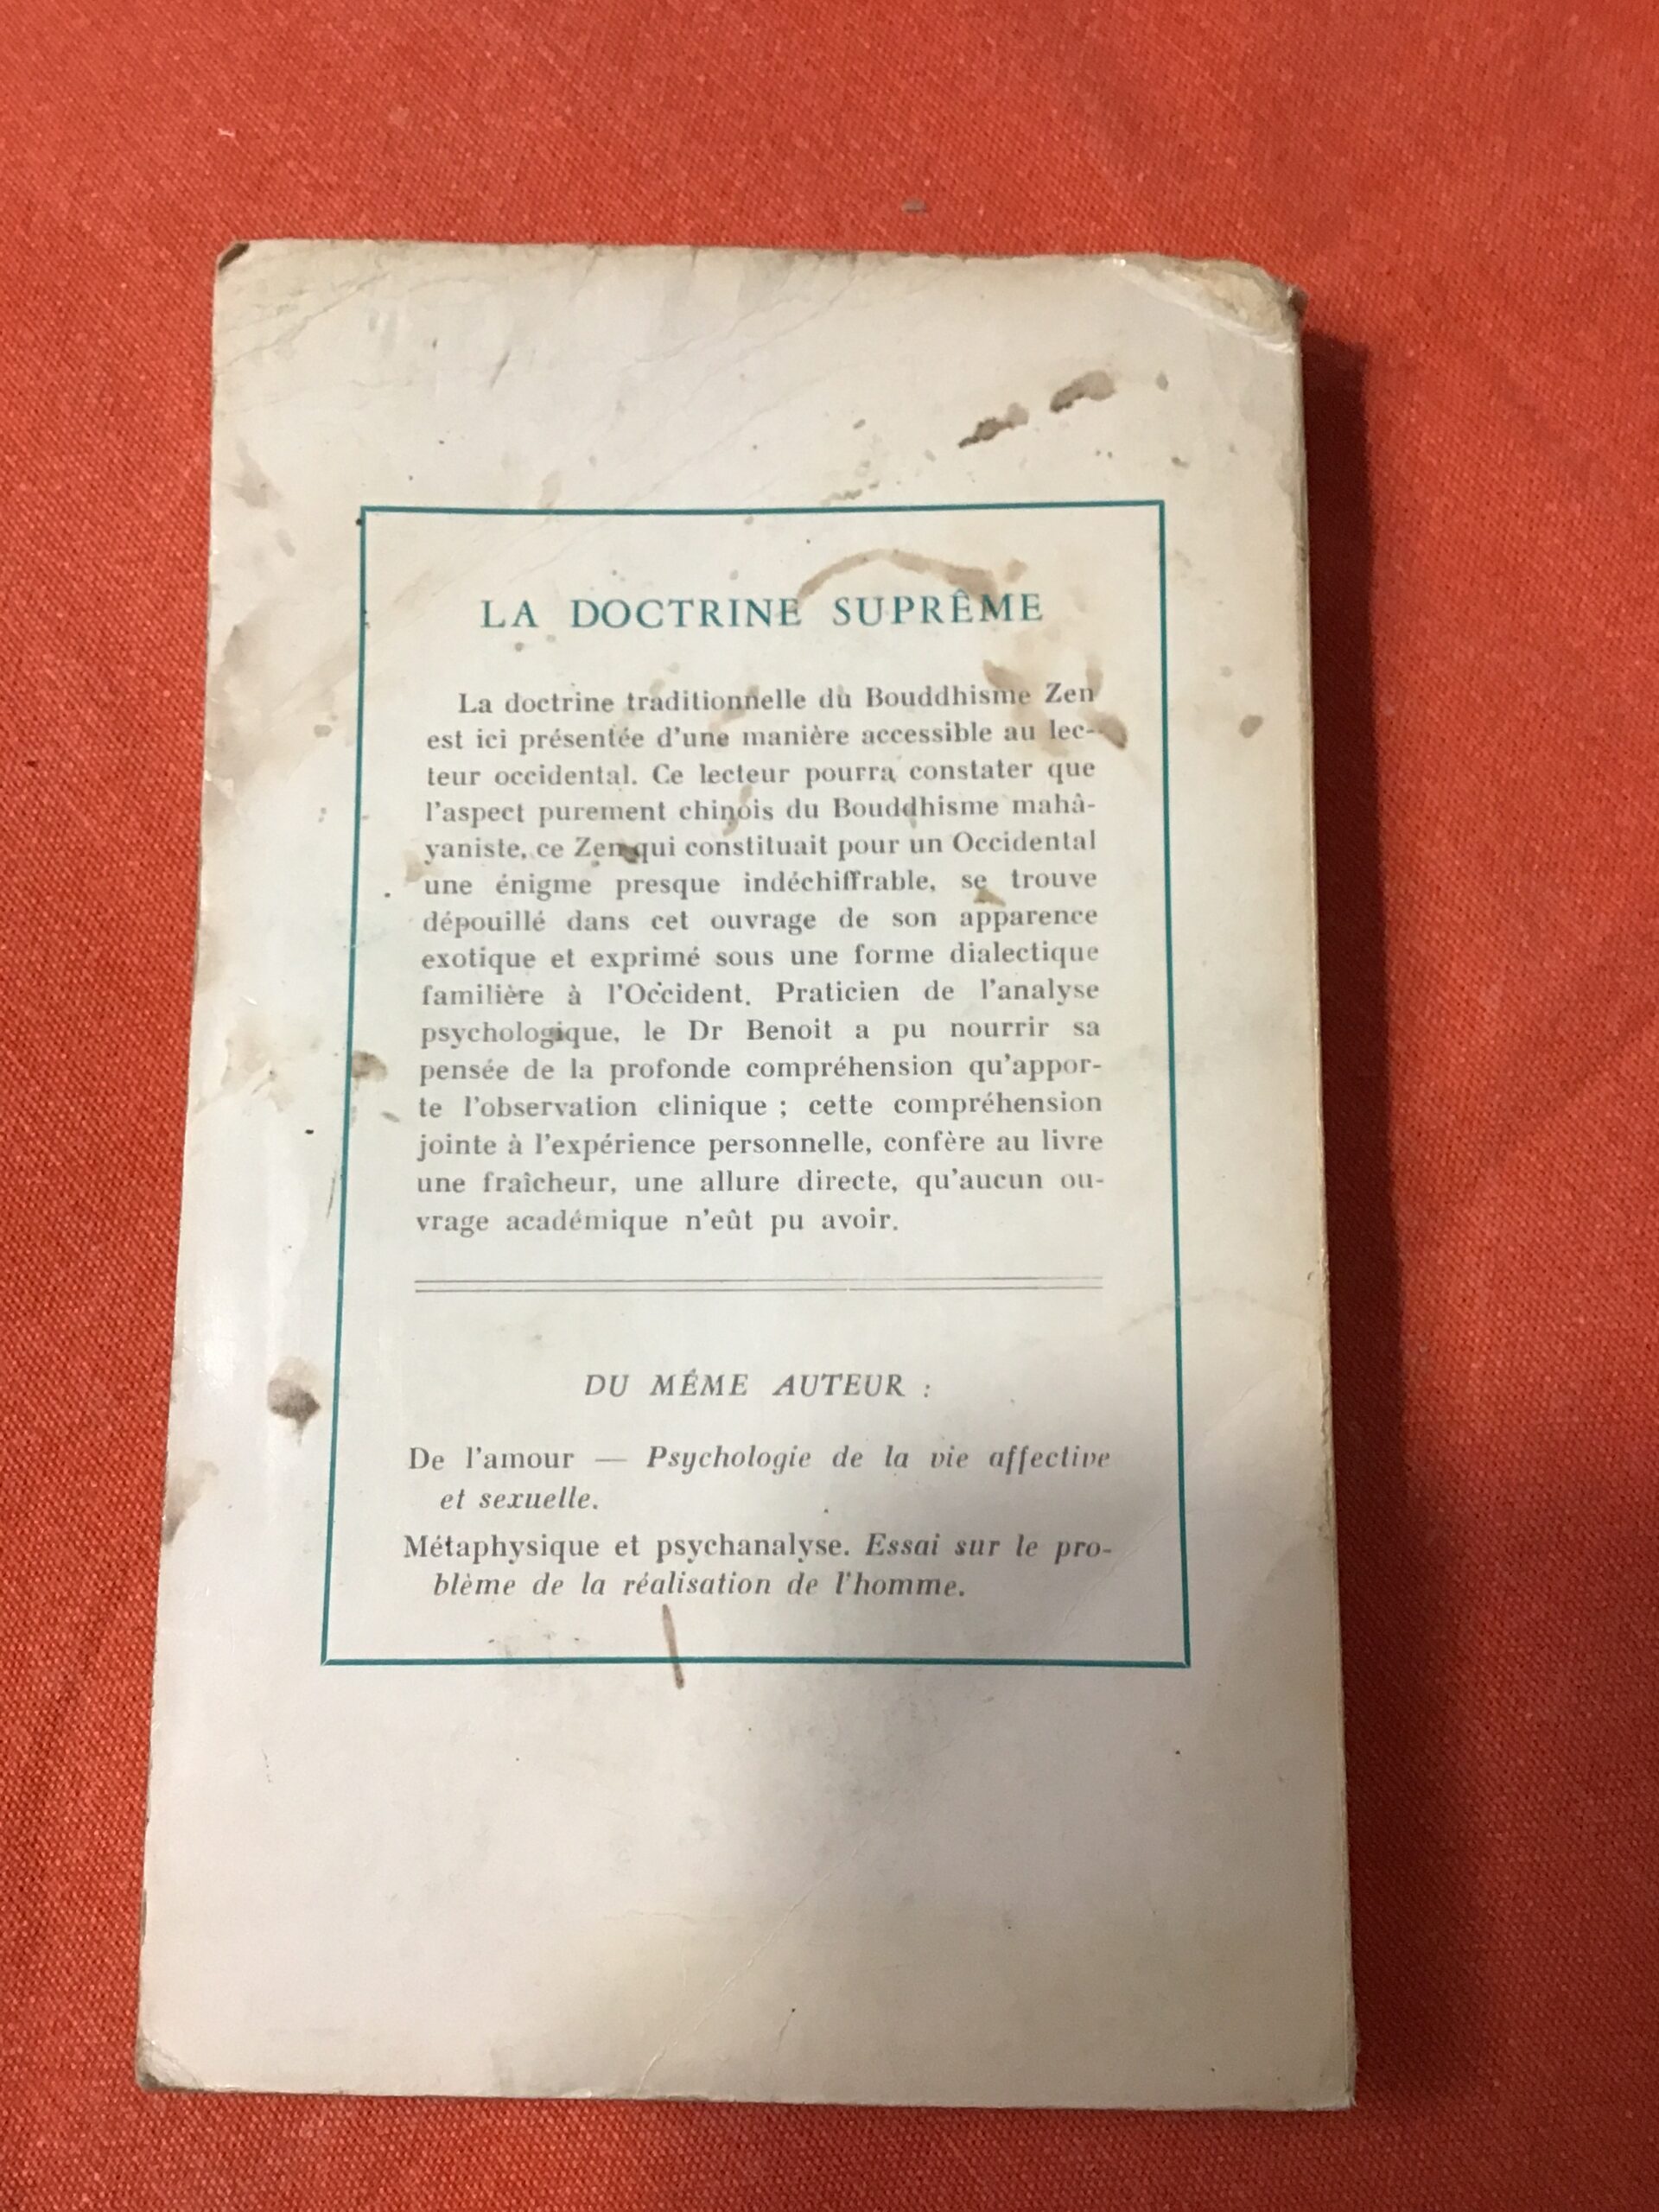 LA DOCTRINE SUPRÊME
La doctrine traditionnelle du Bouddhisme Zen
est ici présentée d'une manière accessible au lec-
teur occidental. Ce lecteur pourra constater que
l'aspect purement chinois du Bouddhisme mahâ-
yaniste, ce Zen qui constituait pour un Occidental
une énigme presque indéchiffrable, se trouve
dépouillé dans cet ouvrage de son apparence
exotique et exprimé sous une forme dialectique
familière à l'Occident. Praticien de l'analyse
psychologique, le Dr Benoit a pu nourrir sa
pensée de la profonde compréhension qu'appor-
te l'observation clinique ; cette compréhension
jointe à l'expérience personnelle, confère au livre
une fraîcheur, une allure directe, qu'aucun ou-
vrage académique n'eût pu avoir.
DU MÊME AUTEUR :
De l'amour — Psychologie de la vie affective
et sexuelle.
Métaphysique et psychanalyse. Essai sur le pro-
blème de la réalisation de l'homme.